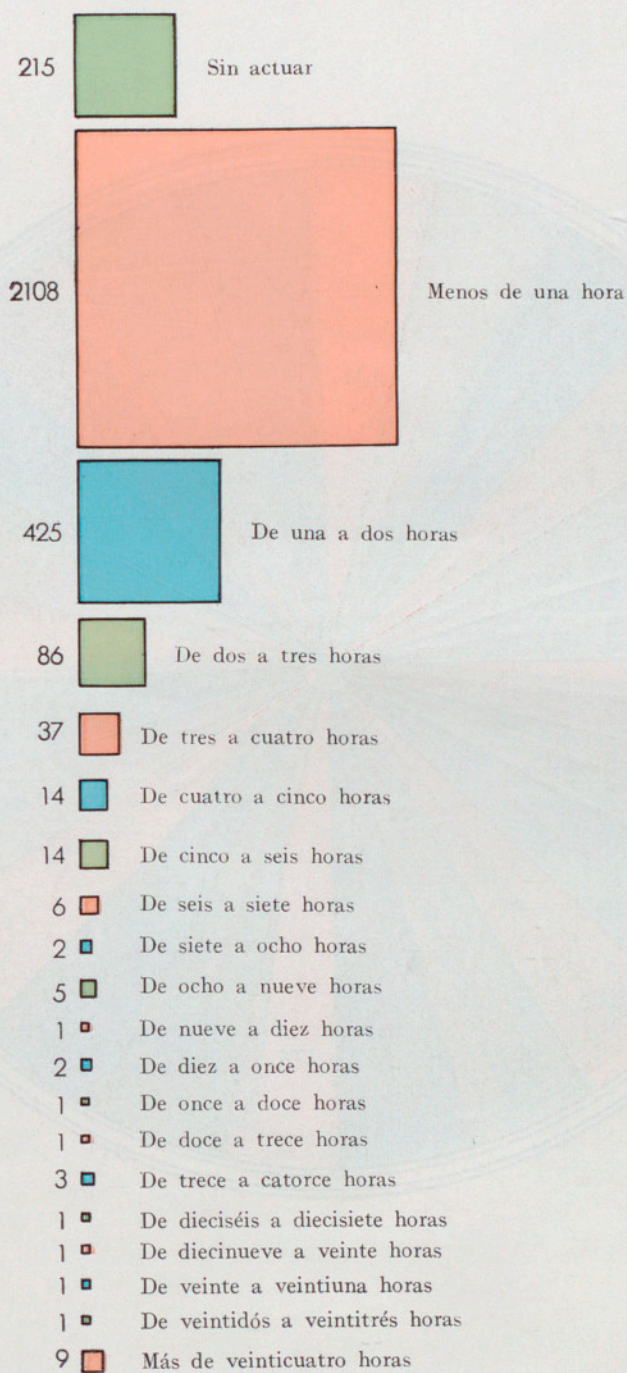 215 Sin actuar
2108 Menos de una hora
425 De una a dos horas
86 De dos a tres horas
37 De tres a cuatro horas
14 De cuatro a cinco horas
14 De cinco a seis horas
6 De seis a siete horas
2 De siete a ocho horas
5 De ocho a nueve horas
1 De nueve a diez horas
2 De diez a once horas
1 De once a doce horas
1 De doce a trece horas
3 De trece a catorce horas
1 De dieciséis a diecisiete horas
1 De diecinueve a veinte horas
1 De veinte a veintiuna horas
1 De veintidós a veintitrés horas
9 Más de veinticuatro horas